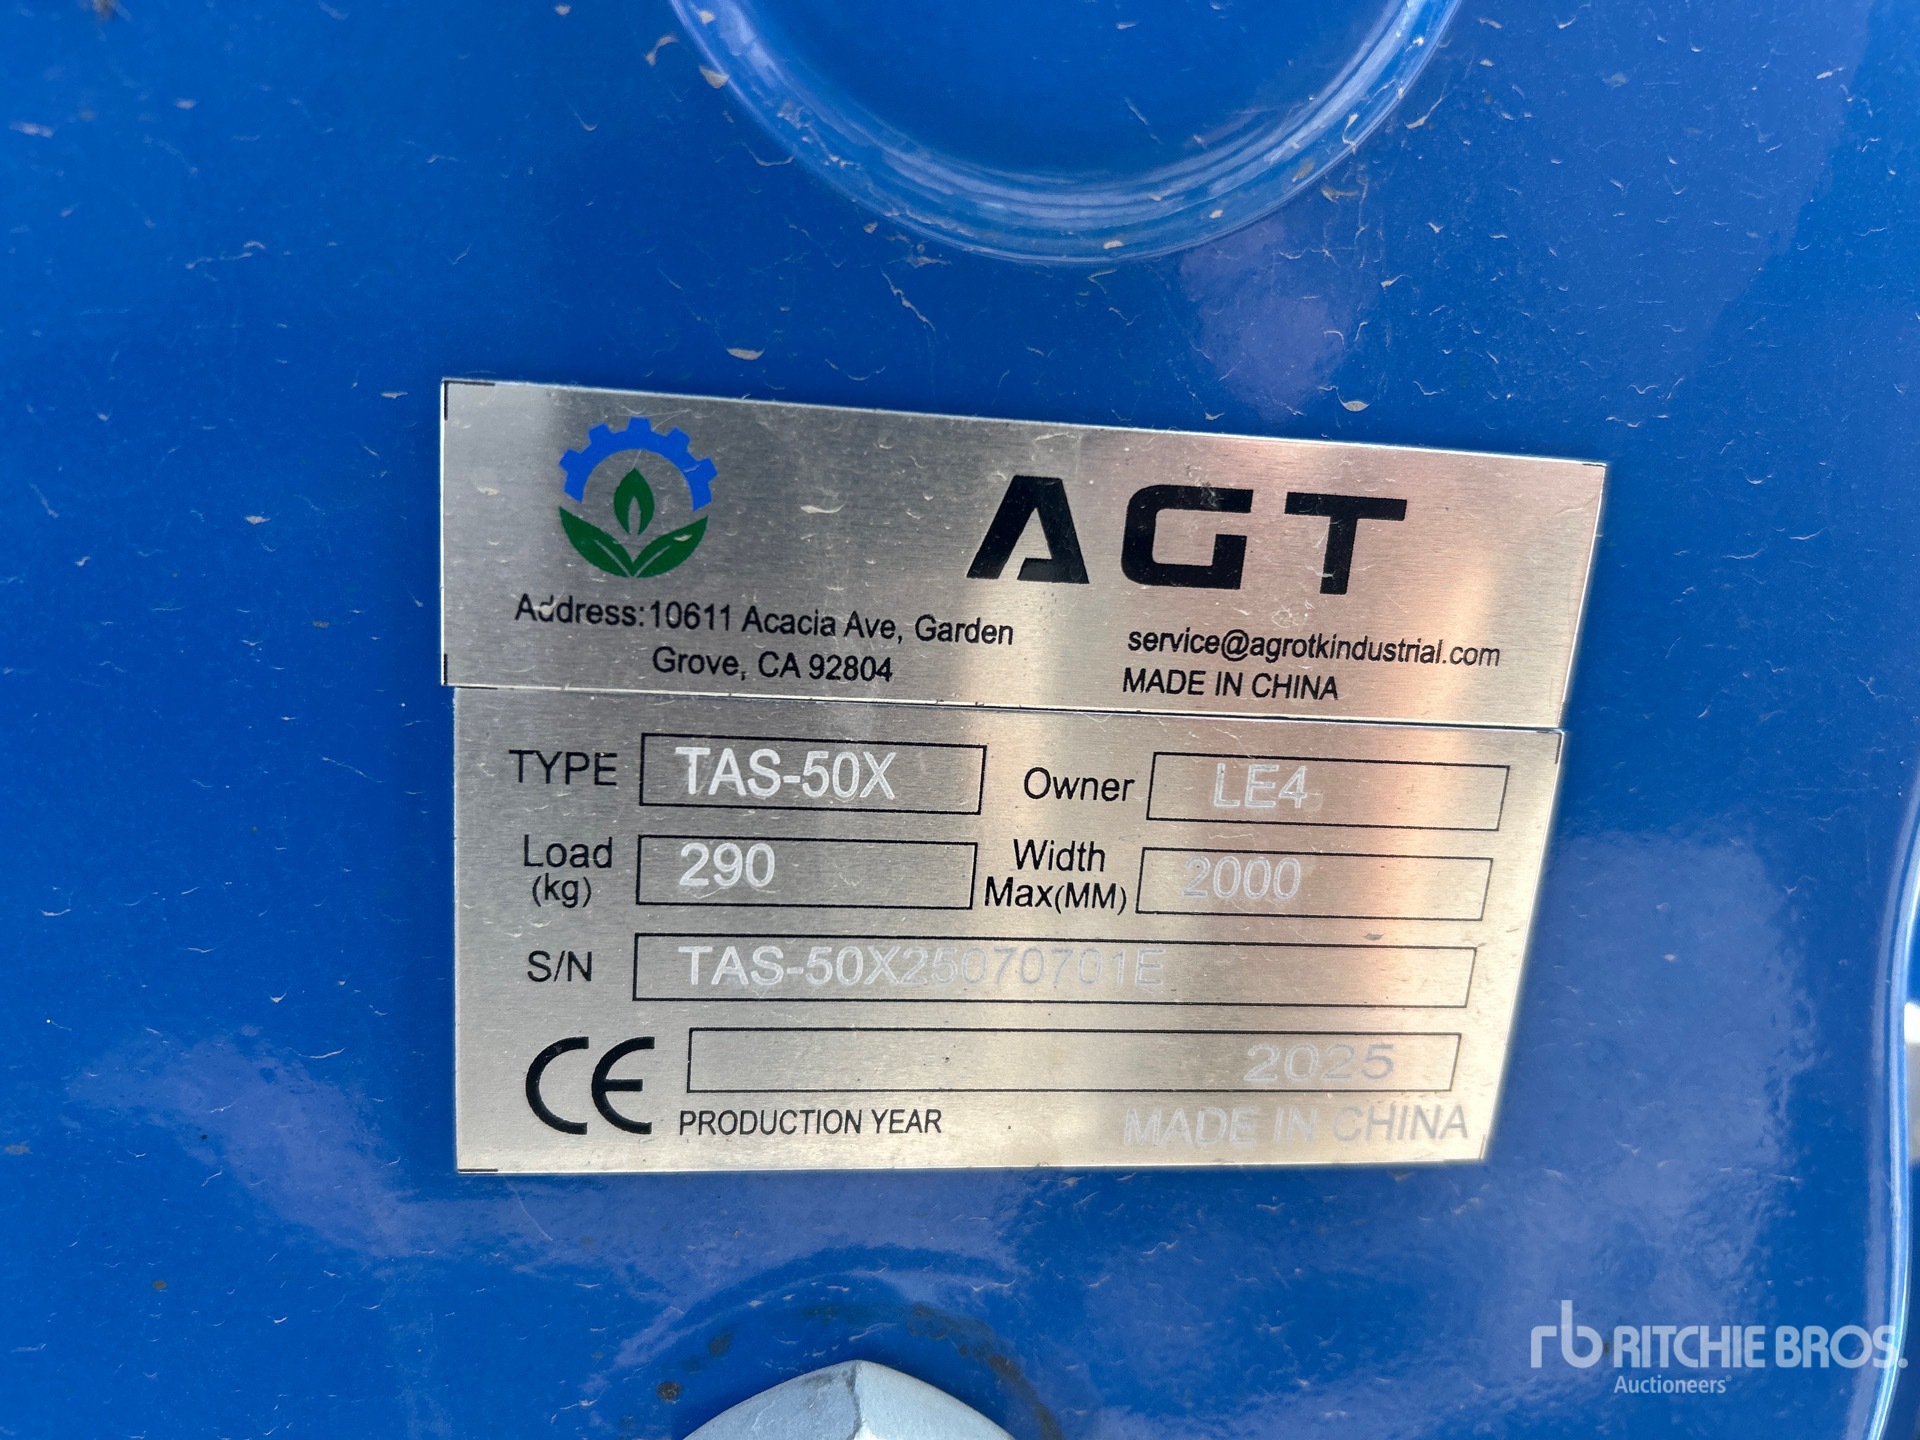 AGT
Address:10611 Acacia Ave, Garden
Grove, CA 92804
service@agrotkindustrial.com
MADE IN CHINA
TYPE TAS-50X Owner LE4
Load (kg) 290 Width Max(MM) 2000
S/N TAS-50X25070701E
CE 2025
PRODUCTION YEAR MADE IN CHINA
rb RITCHIE BROS.
Auctioneers